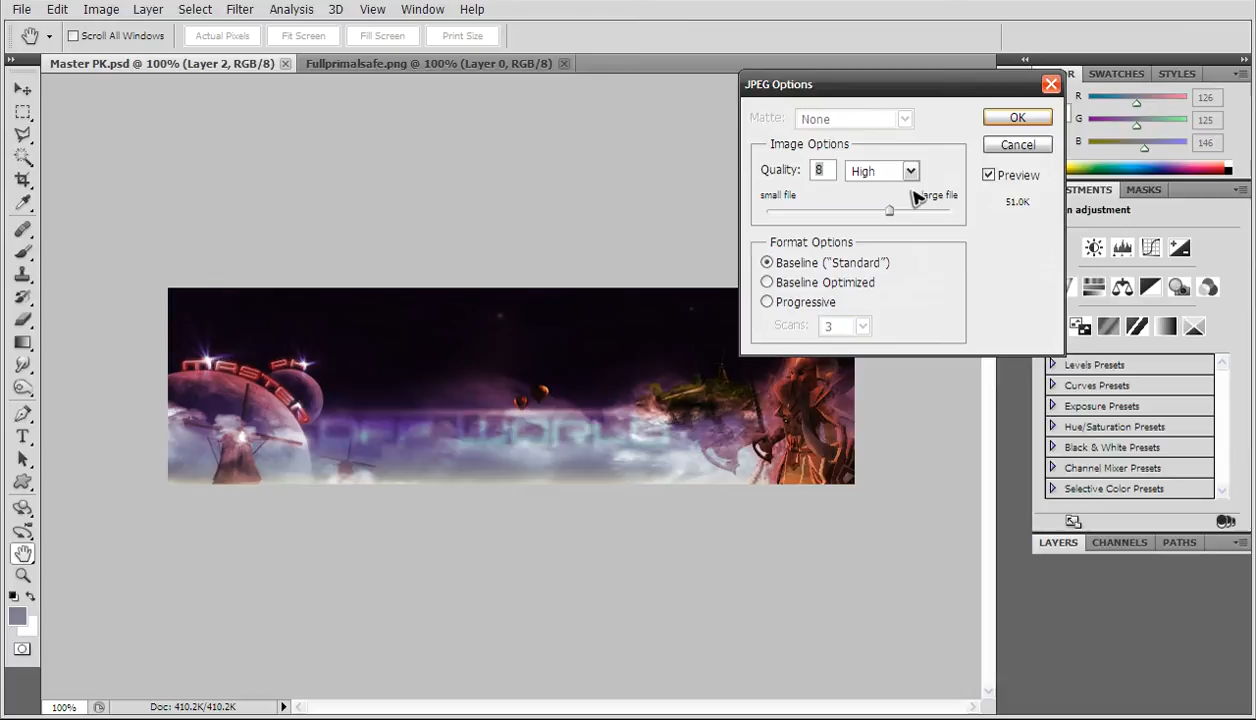 File Edit Image Layer Select Filter Analysis 3D View Window Help
Scroll All Windows Actual Pixels Fit Screen Fill Screen Print Size
Master PK.psd @ 100% (Layer 2, RGB/8) Fullprimalsafe.png @ 100% (Layer 0, RGB/8)
JPEG Options
R SWATCHES STYLES
R 126
G 125
B 146
Matte: None
OK
Image Options
Cancel
Quality: 8 High
Preview
small file large file
51.0K
Format Options
Baseline ("Standard")
Baseline Optimized
Progressive
Scans: 3
STMENTS MASKS
n adjustment
Levels Presets
Curves Presets
Exposure Presets
Hue/Saturation Presets
Black & White Presets
Channel Mixer Presets
Selective Color Presets
LAYERS CHANNELS PATHS
MASTER PK
OFF WORLD
T
100% Doc: 410.2K/410.2K